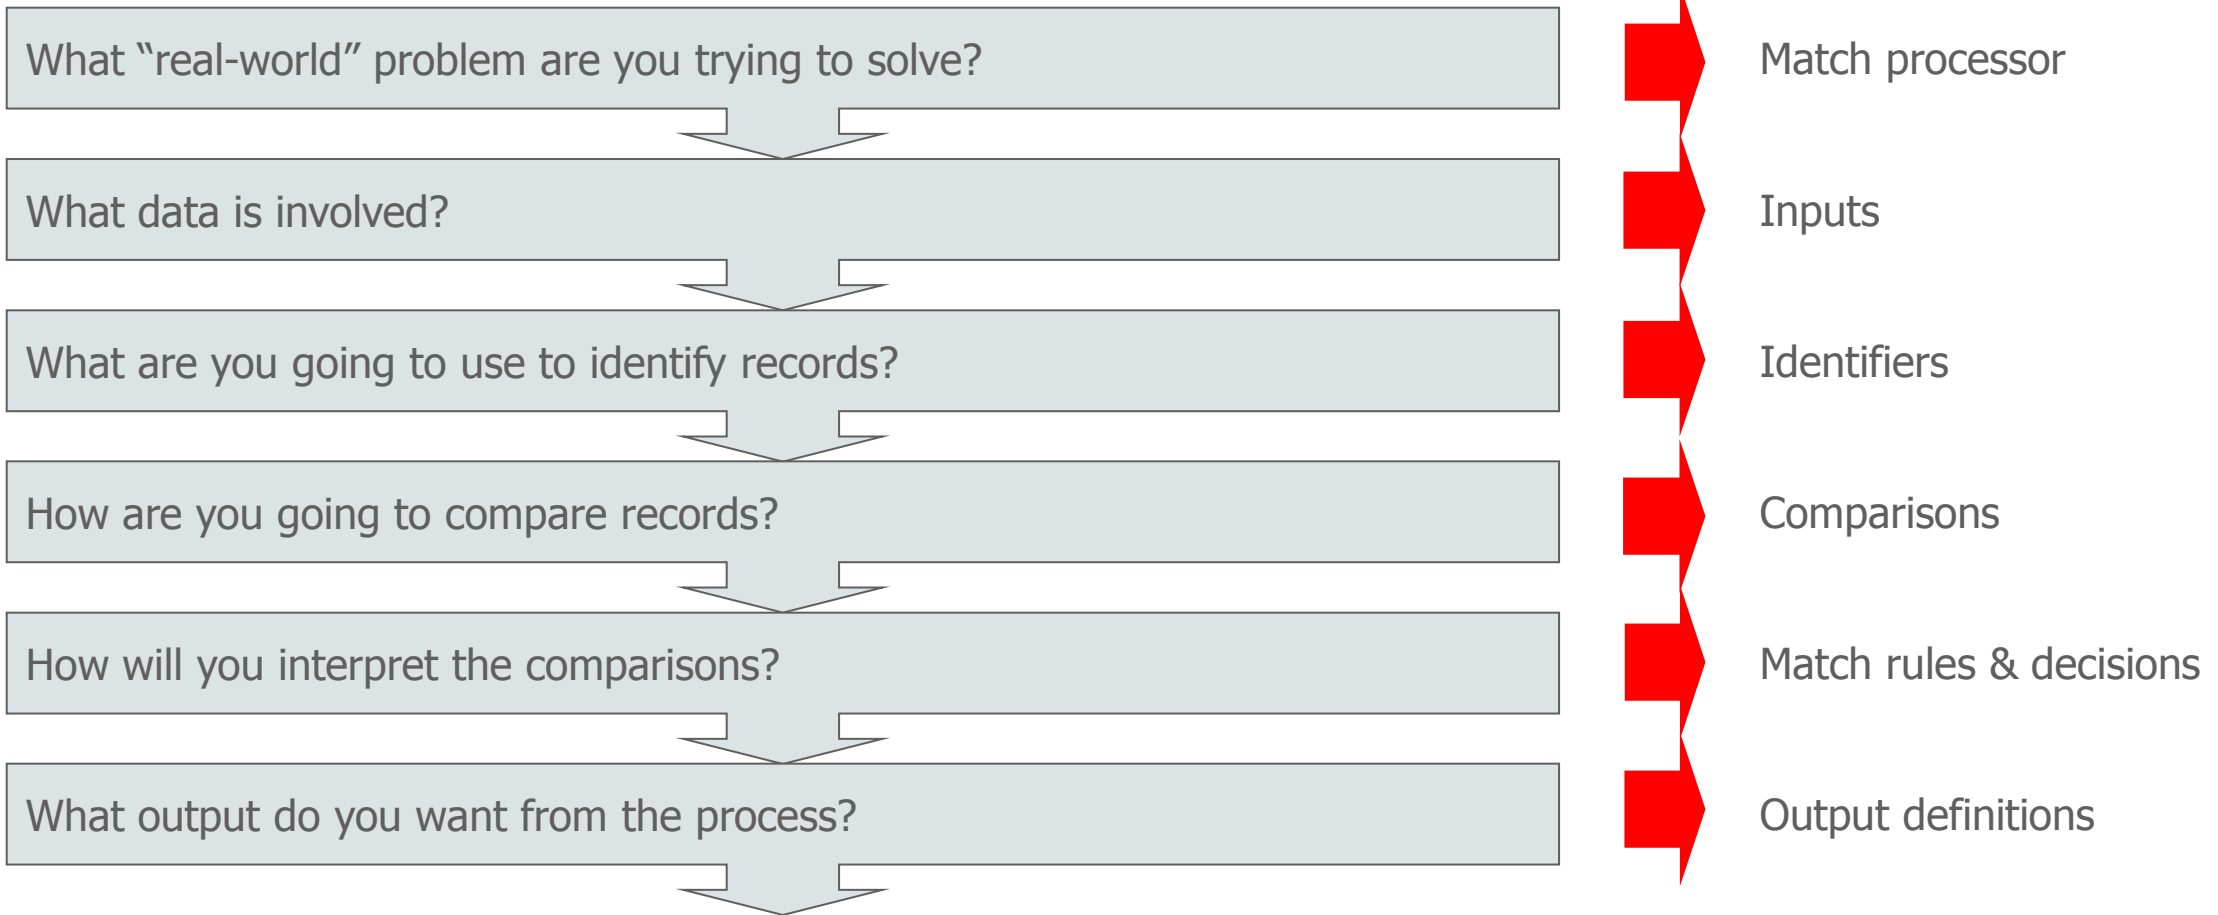 What “real-world” problem are you trying to solve?
Match processor
What data is involved?
Inputs
What are you going to use to identify records?
Identifiers
How are you going to compare records?
Comparisons
How will you interpret the comparisons?
Match rules & decisions
What output do you want from the process?
Output definitions